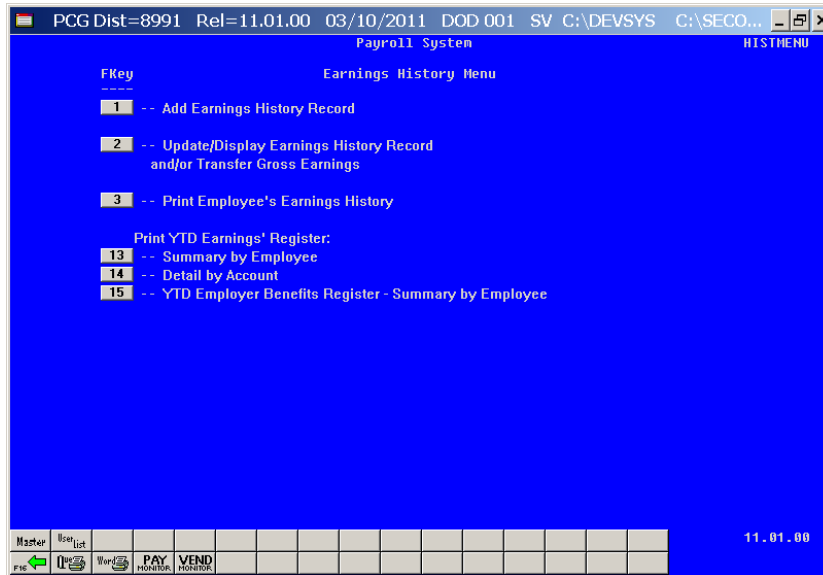 PCG Dist=8991 Rel=11.01.00 03/10/2011 DOD 001 SV C:\DEVSYS C:\SECO...
Payroll System HISTMENU
FKey Earnings History Menu
----
1 -- Add Earnings History Record
2 -- Update/Display Earnings History Record
and/or Transfer Gross Earnings
3 -- Print Employee's Earnings History
Print YTD Earnings' Register:
13 -- Summary by Employee
14 -- Detail by Account
15 -- YTD Employer Benefits Register - Summary by Employee
Master User list 11.01.00
F16 Que Word PAY MONITOR VEND MONITOR